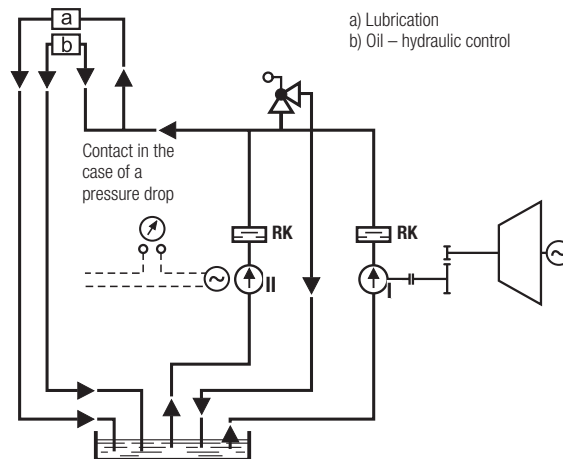 a
b
a) Lubrication
b) Oil – hydraulic control
Contact in the
case of a
pressure drop
RK
RK
II
I